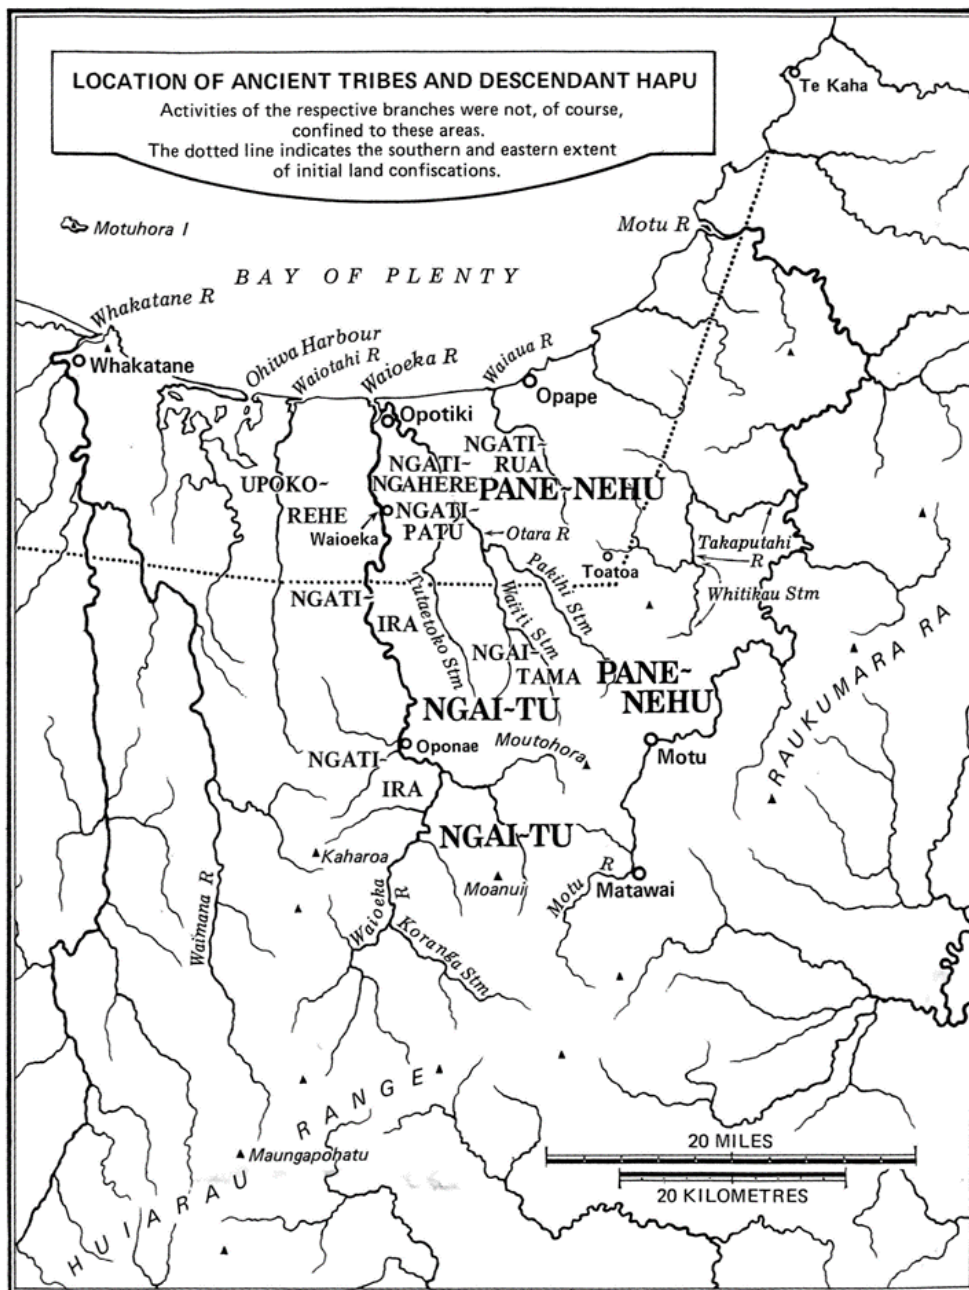 LOCATION OF ANCIENT TRIBES AND DESCENDANT HAPU
Activities of the respective branches were not, of course,
confined to these areas.
The dotted line indicates the southern and eastern extent
of initial land confiscations.
Te Kaha
Motuhora I
Motu R
BAY OF PLENTY
Whakatane R
Whakatane
Ohiwa Harbour
Waiotahi R
Waioeka R
Waiaua R
Opape
Opotiki
NGATI-
RUA
NGATI-
NGAHERE
PANE-NEHU
UPOKO-
REHE
NGATI-
PATU
Waioeka
Otara R
Takaputahi
R
Toatoa
Pakihi Stm
Whitikau Stm
NGATI-
IRA
Tutaetoko Stm
Waiiti Stm
NGAI-
TAMA
PANE-
NEHU
NGAI-TU
RAUKUMARA RA
Oponae
Moutohora
Motu
NGATI-
IRA
NGAI-TU
Kaharoa
Moanui
Motu R
Matawai
Waimana R
Waioeka R
Koranga Stm
HUIARAU RANGE
Maungapohatu
20 MILES
20 KILOMETRES